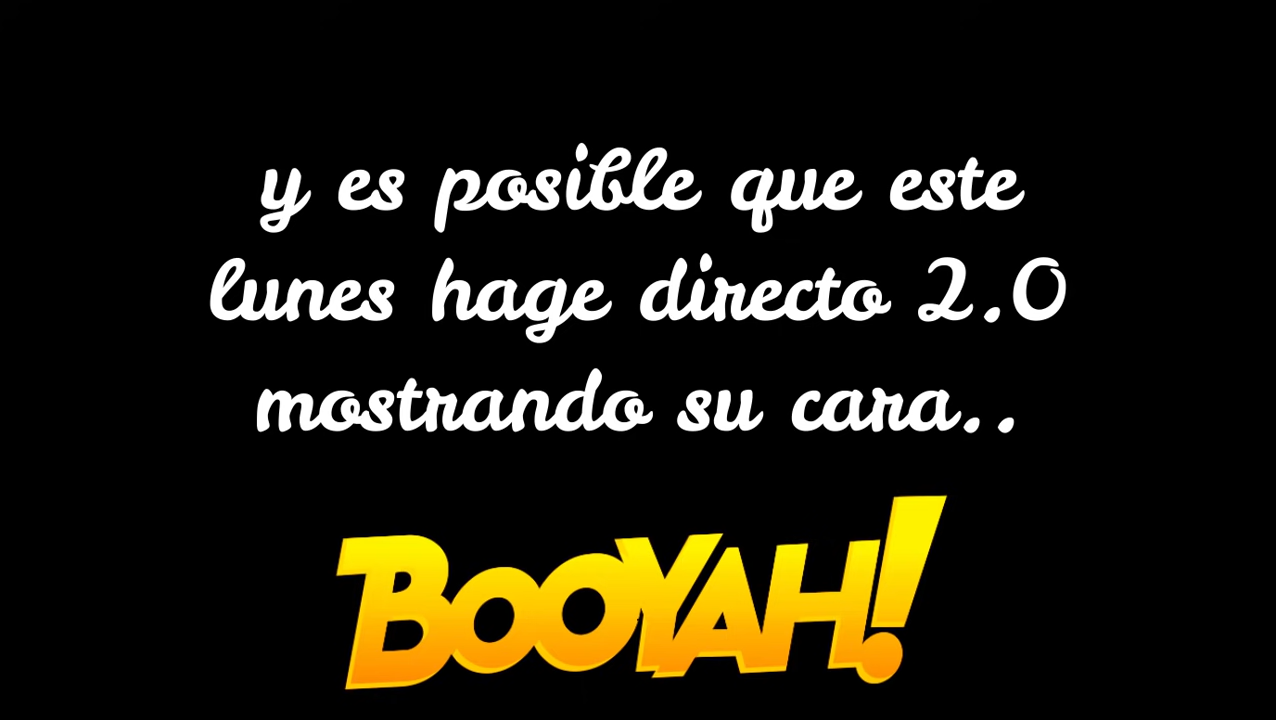 y es posible que este
lunes hage directo 2.0
mostrando su cara..
BOOYAH!